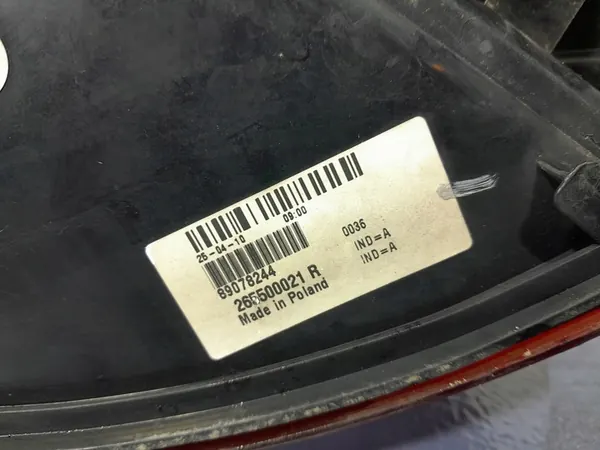 26-04-10 09:00
89078244 0036
265500021 R IND=A
Made in Poland IND=A